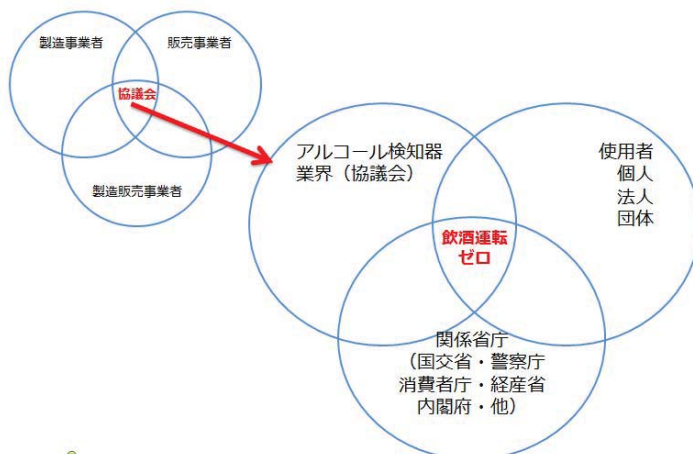 製造事業者
販売事業者
協議会
製造販売事業者
アルコール検知器
業界（協議会）
使用者
個人
法人
団体
飲酒運転
ゼロ
関係省庁
（国交省・警察庁
消費者庁・経産省
内閣府・他）